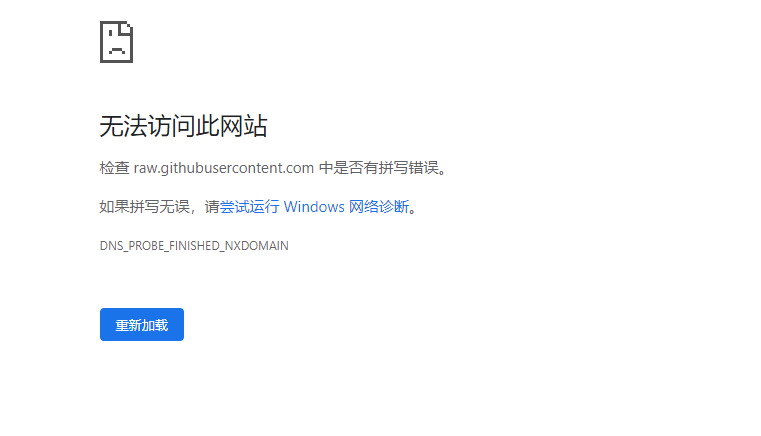 无法访问此网站
检查 raw.githubusercontent.com 中是否有拼写错误。
如果拼写无误，请尝试运行 Windows 网络诊断。
DNS_PROBE_FINISHED_NXDOMAIN
重新加载